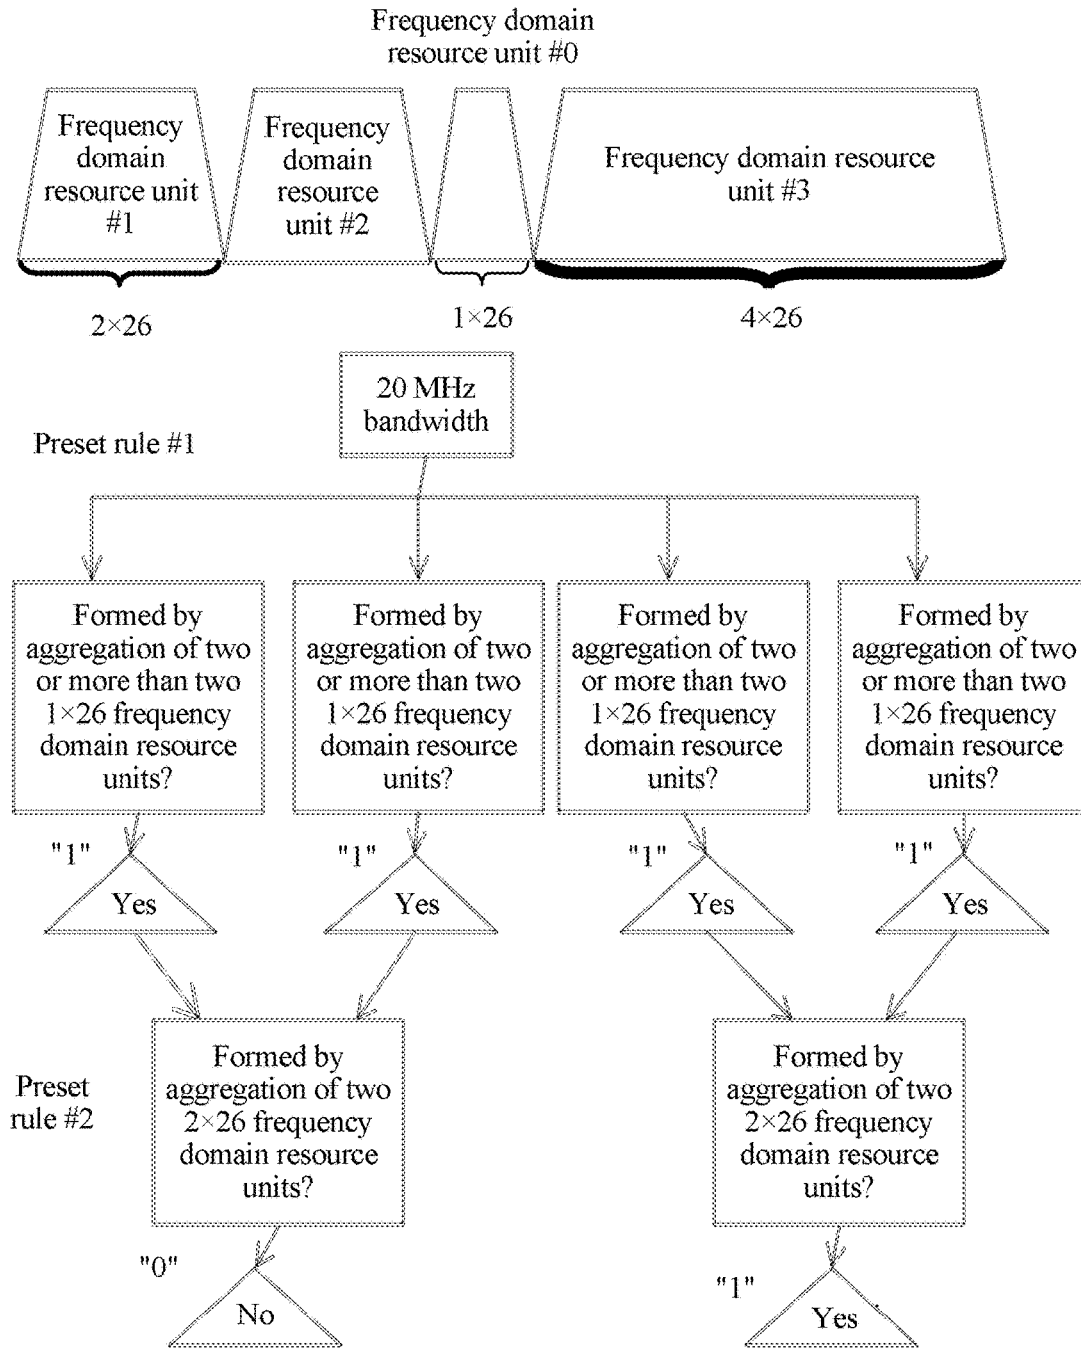 Frequency domain
resource unit #0
Frequency
domain
resource unit
#1
Frequency
domain
resource
unit #2
Frequency domain resource
unit #3
2×26
1×26
4×26
20 MHz
bandwidth
Preset rule #1
Formed by
aggregation of two
or more than two
1×26 frequency
domain resource
units?
Formed by
aggregation of two
or more than two
1×26 frequency
domain resource
units?
Formed by
aggregation of two
or more than two
1×26 frequency
domain resource
units?
Formed by
aggregation of two
or more than two
1×26 frequency
domain resource
units?
"1"
Yes
"1"
Yes
"1"
Yes
"1"
Yes
Preset
rule #2
Formed by
aggregation of two
2×26 frequency
domain resource
units?
Formed by
aggregation of two
2×26 frequency
domain resource
units?
"0"
No
"1"
Yes